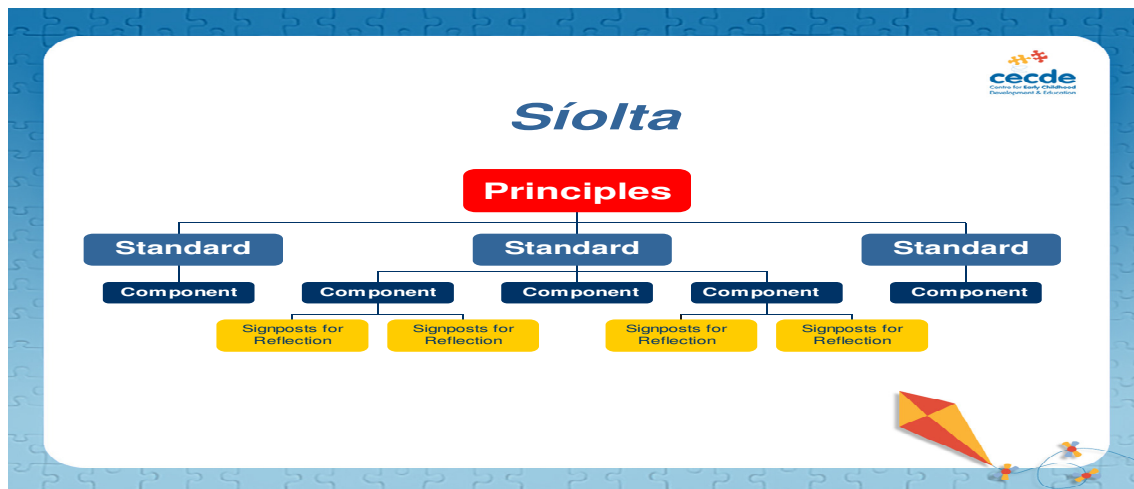 cecde
Centre for Early Childhood
Development & Education
Síolta
Principles
Standard
Standard
Standard
Component
Component
Component
Component
Component
Signposts for
Reflection
Signposts for
Reflection
Signposts for
Reflection
Signposts for
Reflection